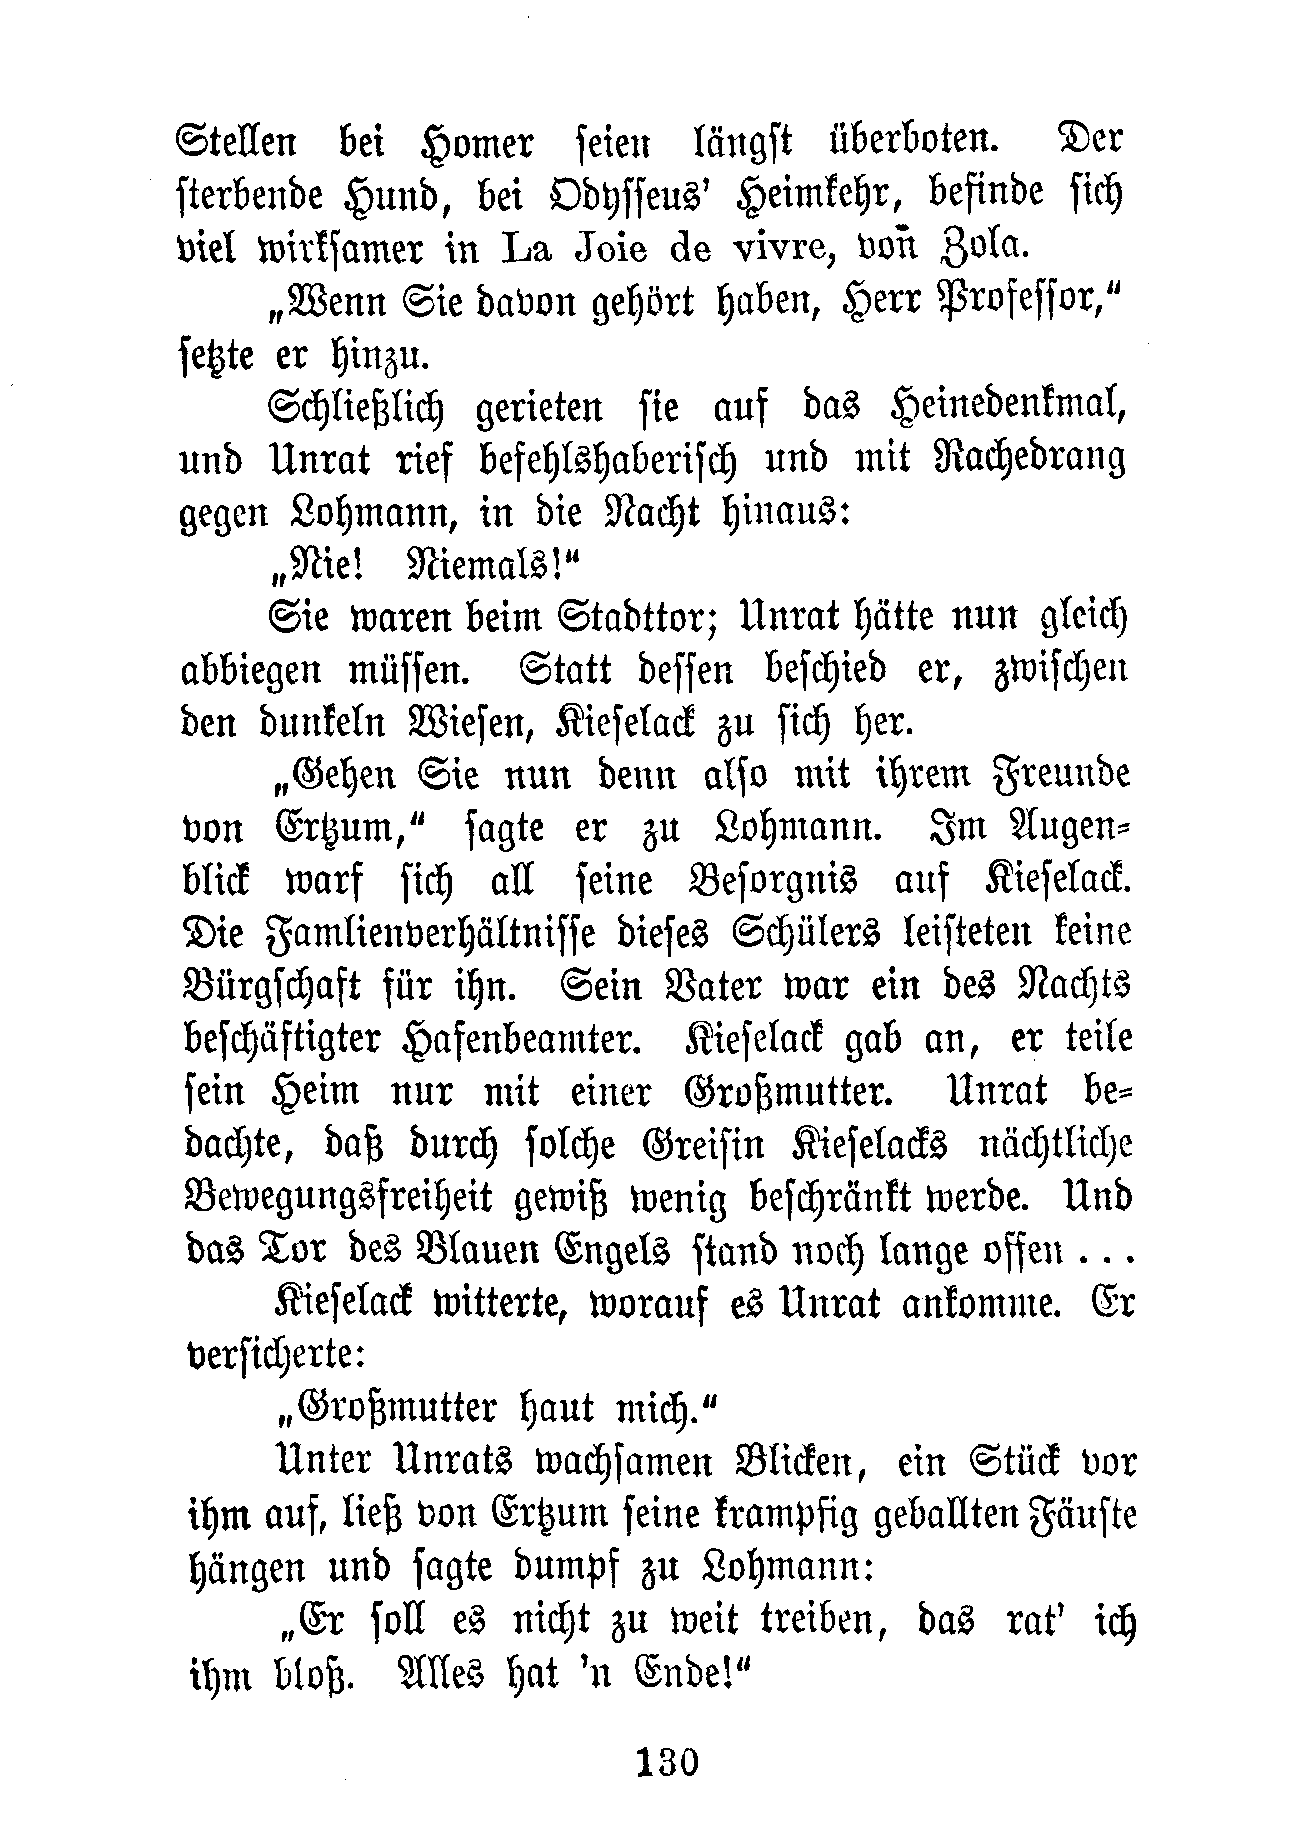 Stellen bei Homer seien längst überboten. Der
sterbende Hund, bei Odysseus' Heimkehr, befinde sich
viel wirksamer in La Joie de vivre, von Zola.
„Wenn Sie davon gehört haben, Herr Professor,“
setzte er hinzu.
Schließlich gerieten sie auf das Heinedenkmal,
und Unrat rief befehlshaberisch und mit Rachedrang
gegen Lohmann, in die Nacht hinaus:
„Nie! Niemals!“
Sie waren beim Stadttor; Unrat hätte nun gleich
abbiegen müssen. Statt dessen beschied er, zwischen
den dunkeln Wiesen, Kieselack zu sich her.
„Gehen Sie nun denn also mit ihrem Freunde
von Ertzum,“ sagte er zu Lohmann. Im Augen-
blick warf sich all seine Besorgnis auf Kieselack.
Die Famlienverhältnisse dieses Schülers leisteten keine
Bürgschaft für ihn. Sein Vater war ein des Nachts
beschäftigter Hafenbeamter. Kieselack gab an, er teile
sein Heim nur mit einer Großmutter. Unrat be-
dachte, daß durch solche Greisin Kieselacks nächtliche
Bewegungsfreiheit gewiß wenig beschränkt werde. Und
das Tor des Blauen Engels stand noch lange offen . . .
Kieselack witterte, worauf es Unrat ankomme. Er
versicherte:
„Großmutter haut mich.“
Unter Unrats wachsamen Blicken, ein Stück vor
ihm auf, ließ von Ertzum seine krampfig geballten Fäuste
hängen und sagte dumpf zu Lohmann:
„Er soll es nicht zu weit treiben, das rat' ich
ihm bloß. Alles hat 'n Ende!“
130